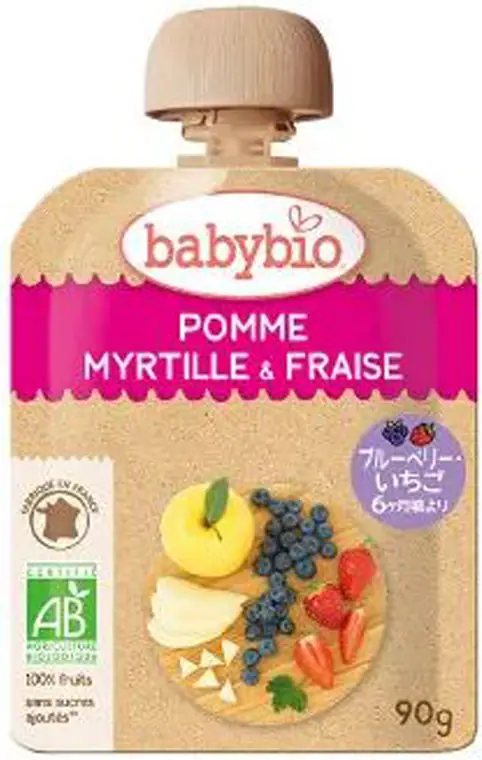 babybio
POMME
MYRTILLE & FRAISE
ブルーベリー・
いちご
6ヶ月頃より
FABRIQUÉ EN FRANCE
CERTIFIÉ
AB
AGRICULTURE
BIOLOGIQUE
100% fruits
sans sucres
ajoutés**
90g